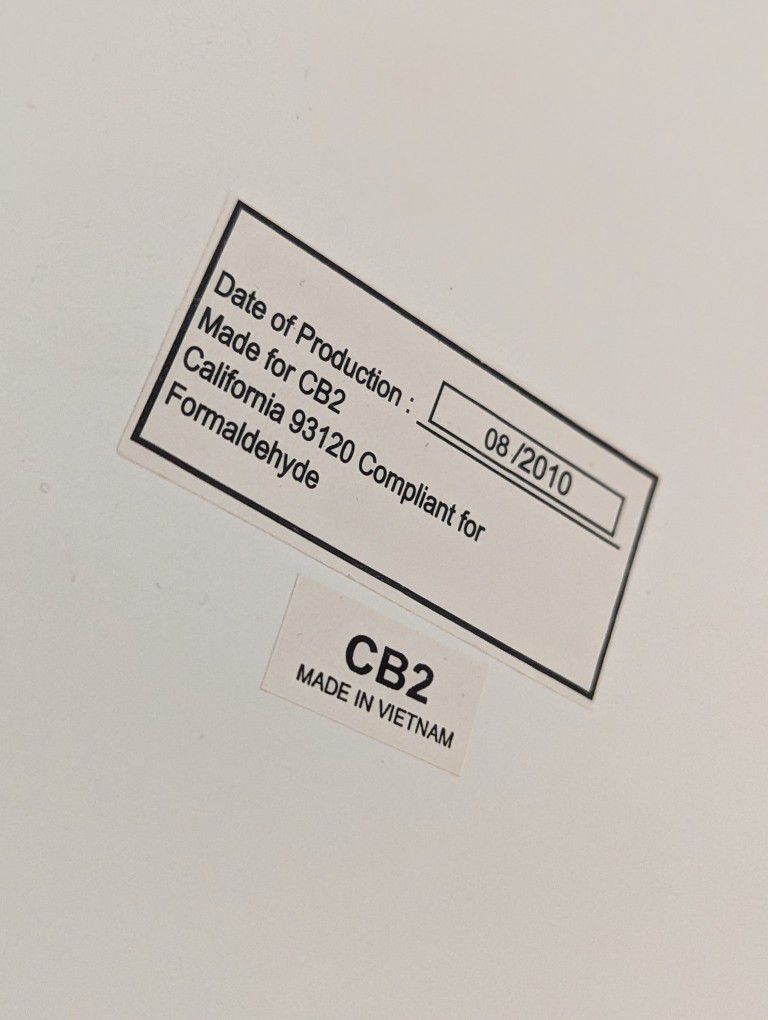 Date of Production : 08 /2010
Made for CB2
California 93120 Compliant for
Formaldehyde
CB2
MADE IN VIETNAM